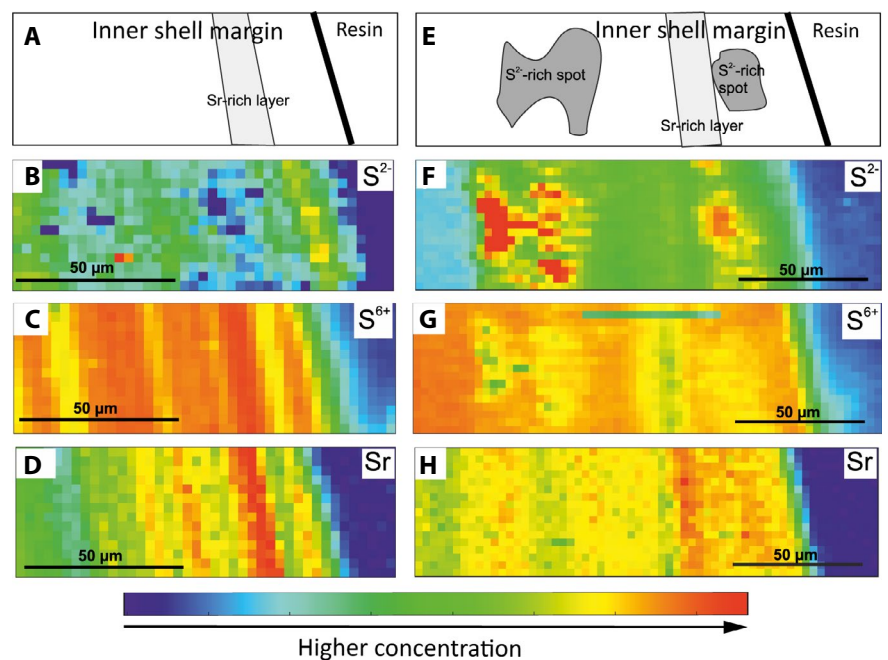 A
Inner shell margin
Resin
Sr-rich layer
E
Inner shell margin
Resin
S²⁻-rich spot
S²⁻-rich
spot
Sr-rich layer
B
S²⁻
50 µm
F
S²⁻
50 µm
C
S⁶⁺
50 µm
G
S⁶⁺
50 µm
D
Sr
50 µm
H
Sr
50 µm
Higher concentration